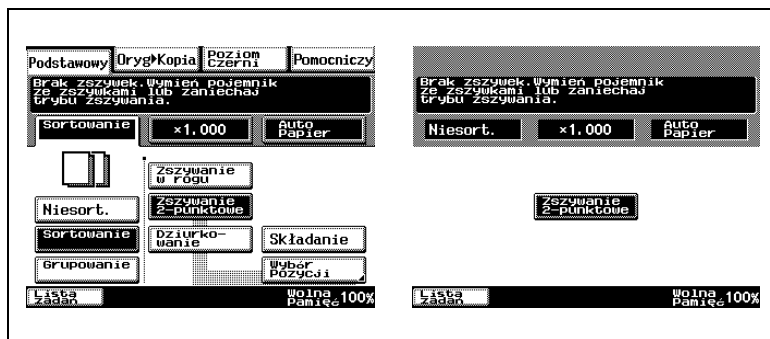 Podstawowy Oryg▸Kopia Poziom Czerni Pomocniczy
Brak zszywek.Wymień pojemnik
ze zszywkami lub zaniechaj
trybu zszywania.
Sortowanie ×1.000 Auto Papier
Zszywanie w rogu
Niesort. Zszywanie 2-punktowe
Sortowanie Dziurko-wanie Składanie
Grupowanie Wybór Pozycji
Lista zadań Wolna Pamięć 100%
Brak zszywek.Wymień pojemnik
ze zszywkami lub zaniechaj
trybu zszywania.
Niesort. ×1.000 Auto Papier
Zszywanie 2-punktowe
Lista zadań Wolna Pamięć 100%